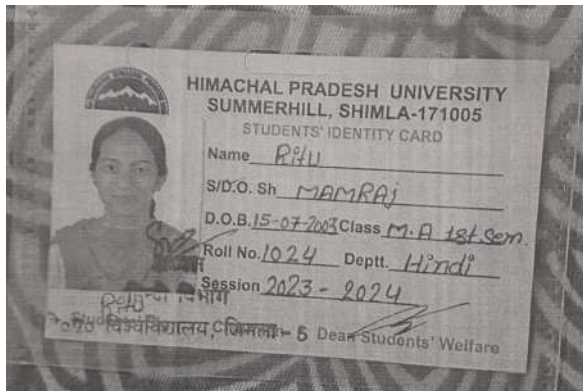 HIMACHAL PRADESH UNIVERSITY
SUMMERHILL, SHIMLA-171005
STUDENTS' IDENTITY CARD
Name Ritu
S/D.O. Sh MAMRAJ
D.O.B. 15-07-2003 Class M.A 1st Sem.
Roll No. 1024 Deptt. Hindi
Session 2023 - 2024
Ritu विभाग
विश्वविद्यालय, शिमला- 5 Dean Students' Welfare